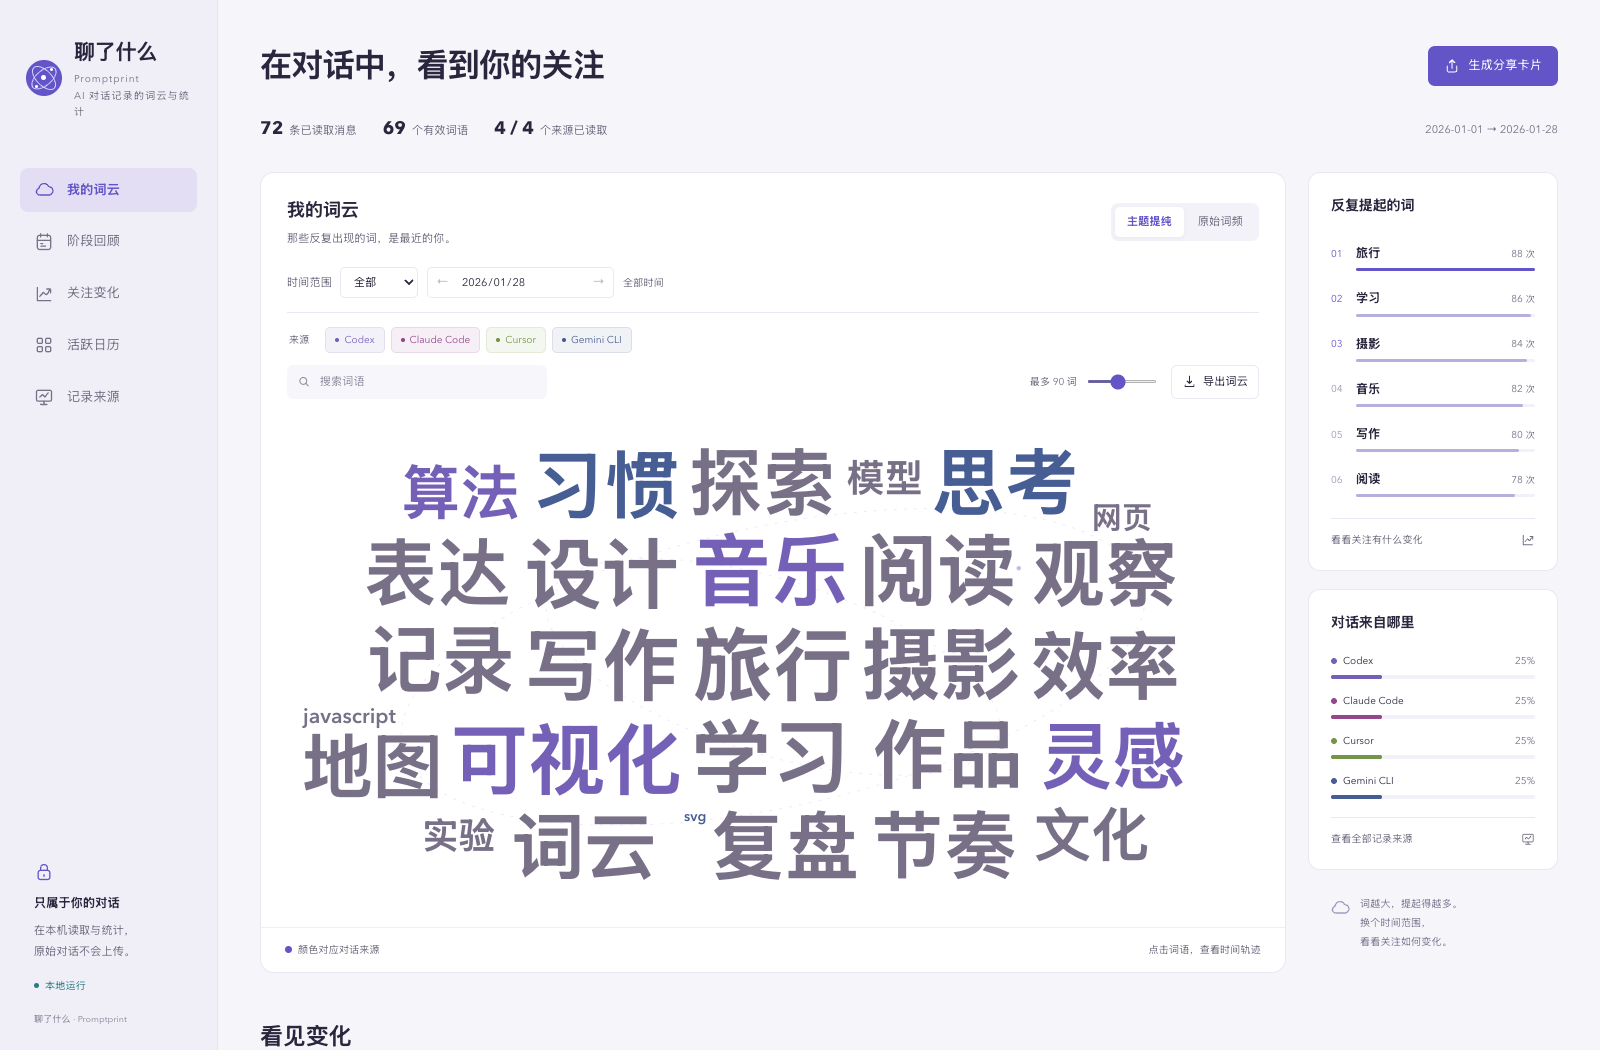 聊了什么
Promptprint
AI 对话记录的词云与统
计
我的词云
阶段回顾
关注变化
活跃日历
记录来源
只属于你的对话
在本机读取与统计，
原始对话不会上传。
本地运行
聊了什么 · Promptprint
在对话中，看到你的关注
生成分享卡片
72 条已读取消息 69 个有效词语 4 / 4 个来源已读取
2026-01-01 → 2026-01-28
我的词云
那些反复出现的词，是最近的你。
主题提纯 原始词频
时间范围 全部 ← 2026/01/28 → 全部时间
来源 Codex Claude Code Cursor Gemini CLI
搜索词语
最多 90 词 导出词云
算法 习惯 探索 模型 思考
网页
表达 设计 音乐 阅读 观察
记录 写作 旅行 摄影 效率
javascript
地图 可视化 学习 作品 灵感
svg
实验 词云 复盘 节奏 文化
颜色对应对话来源
点击词语，查看时间轨迹
反复提起的词
01 旅行 88 次
02 学习 86 次
03 摄影 84 次
04 音乐 82 次
05 写作 80 次
06 阅读 78 次
看看关注有什么变化
对话来自哪里
Codex 25%
Claude Code 25%
Cursor 25%
Gemini CLI 25%
查看全部记录来源
词越大，提起得越多。
换个时间范围，
看看关注如何变化。
看见变化